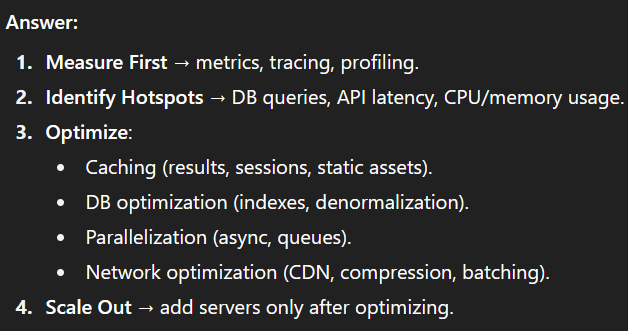 Answer:
1. Measure First → metrics, tracing, profiling.
2. Identify Hotspots → DB queries, API latency, CPU/memory usage.
3. Optimize:
• Caching (results, sessions, static assets).
• DB optimization (indexes, denormalization).
• Parallelization (async, queues).
• Network optimization (CDN, compression, batching).
4. Scale Out → add servers only after optimizing.